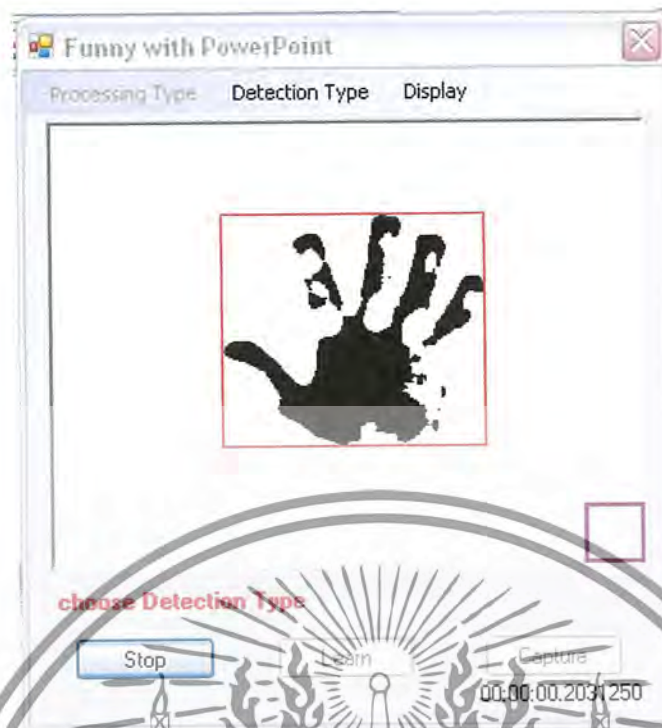 Funny with PowerPoint
Processing Type Detection Type Display
choose Detection Type
Stop Learn Capture
00:00:00.2031250